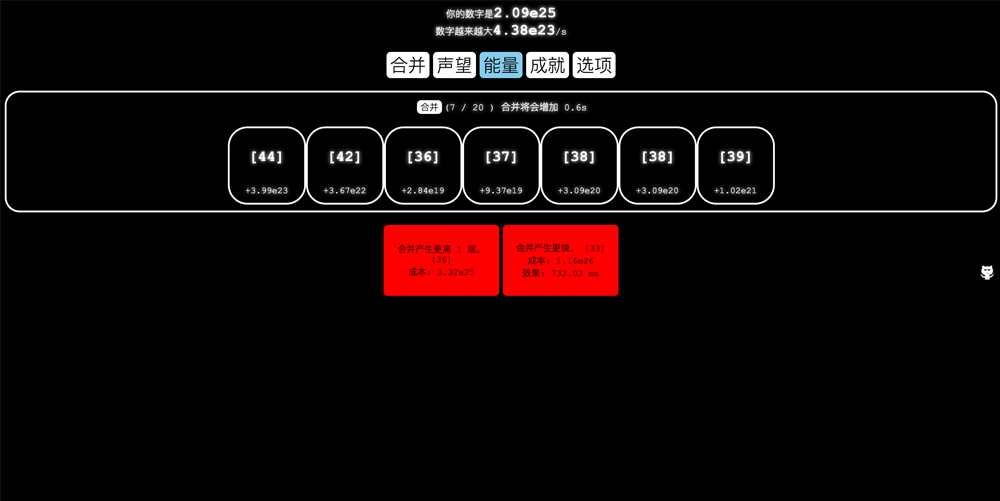 你的数字是2.09e25
数字越来越大4.38e23/s
合并 声望 能量 成就 选项
合并 (7 / 20 ) 合并将会增加 0.6s
[44] [42] [36] [37] [38] [38] [39]
+3.99e23 +3.67e22 +2.84e19 +9.37e19 +3.09e20 +3.09e20 +1.02e21
合并产生更高 1 层。
[36]
成本: 3.32e25
合并产生更快。 [33]
成本: 1.16e26
效果: 732.03 ms